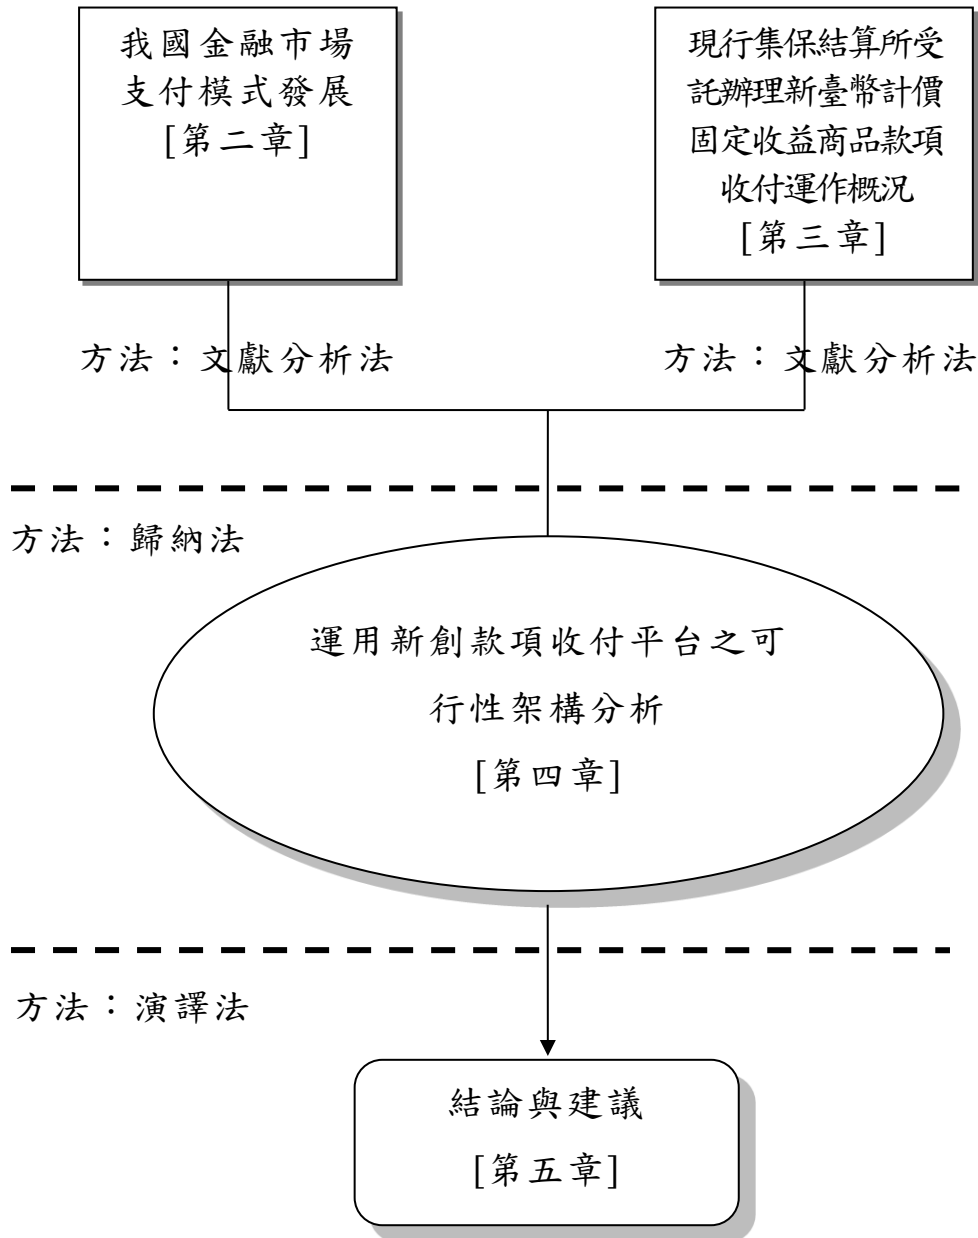 我國金融市場
支付模式發展
[第二章]
現行集保結算所受
託辦理新臺幣計價
固定收益商品款項
收付運作概況
[第三章]
方法：文獻分析法
方法：文獻分析法
方法：歸納法
運用新創款項收付平台之可
行性架構分析
[第四章]
方法：演譯法
結論與建議
[第五章]